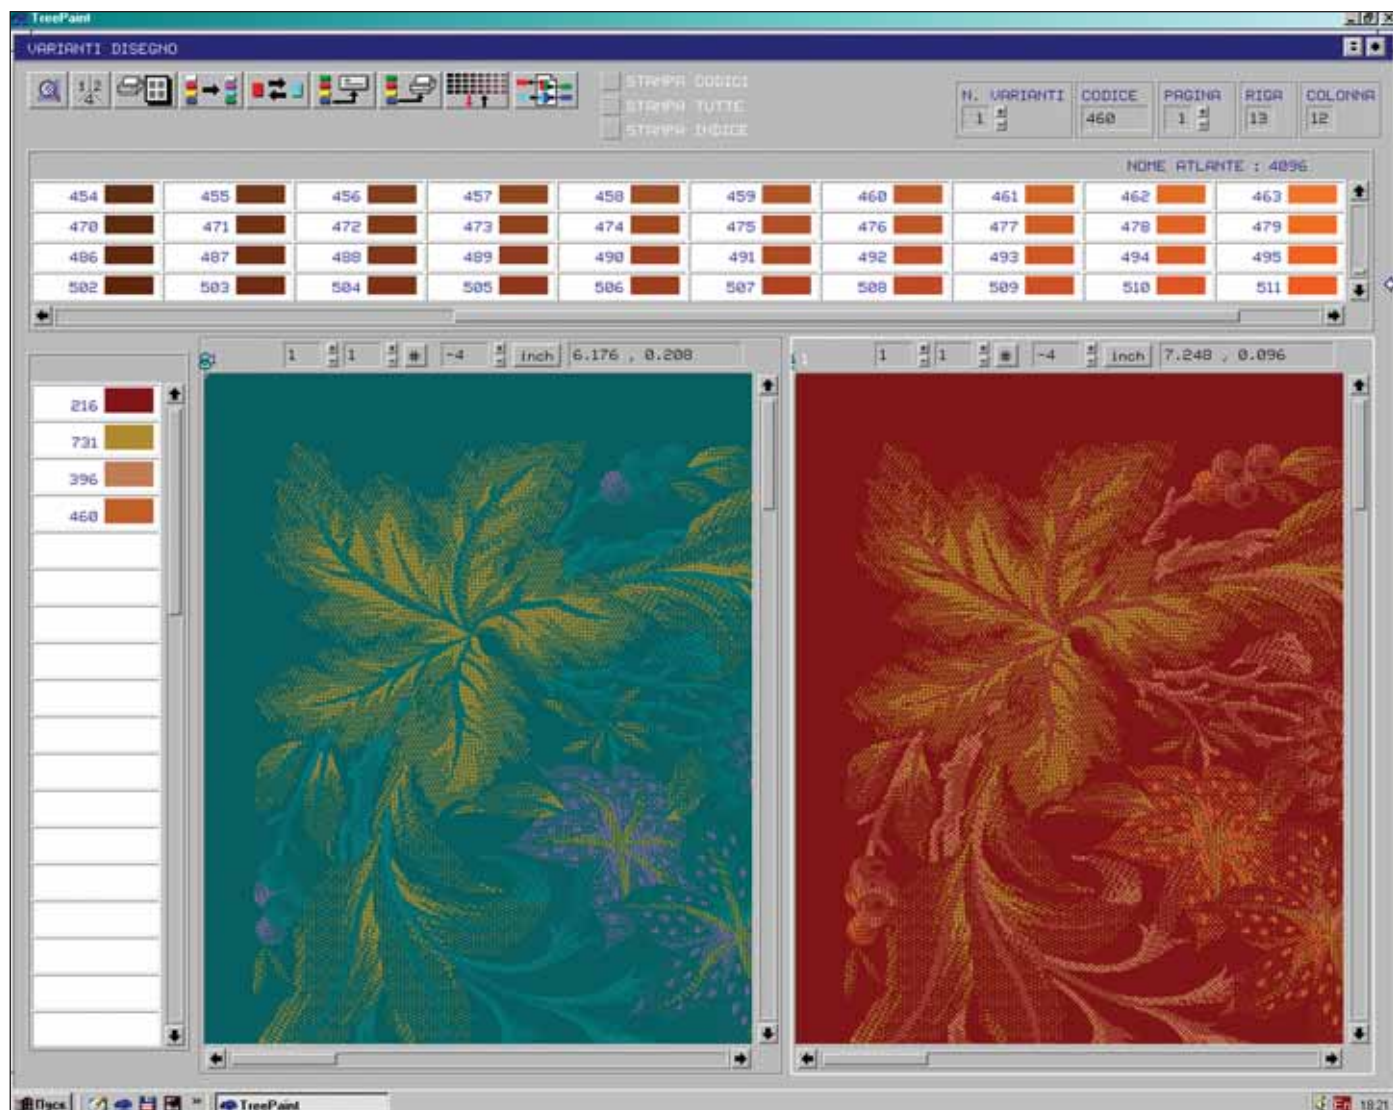 TreePaint
VARIANTI DISEGNO
STAMPA CODICI
STAMPA TUTTE
STAMPA INDICE
N. VARIANTI CODICE PAGINA RIGA COLONNA
1 460 1 13 12
NOME ATLANTE : 4096
454 455 456 457 458 459 460 461 462 463
470 471 472 473 474 475 476 477 478 479
486 487 488 489 490 491 492 493 494 495
502 503 504 505 506 507 508 509 510 511
1 1 # -4 inch 6.176 , 0.208
1 1 # -4 inch 7.248 , 0.096
216
731
396
460
Пуск » TreePaint En 18:21